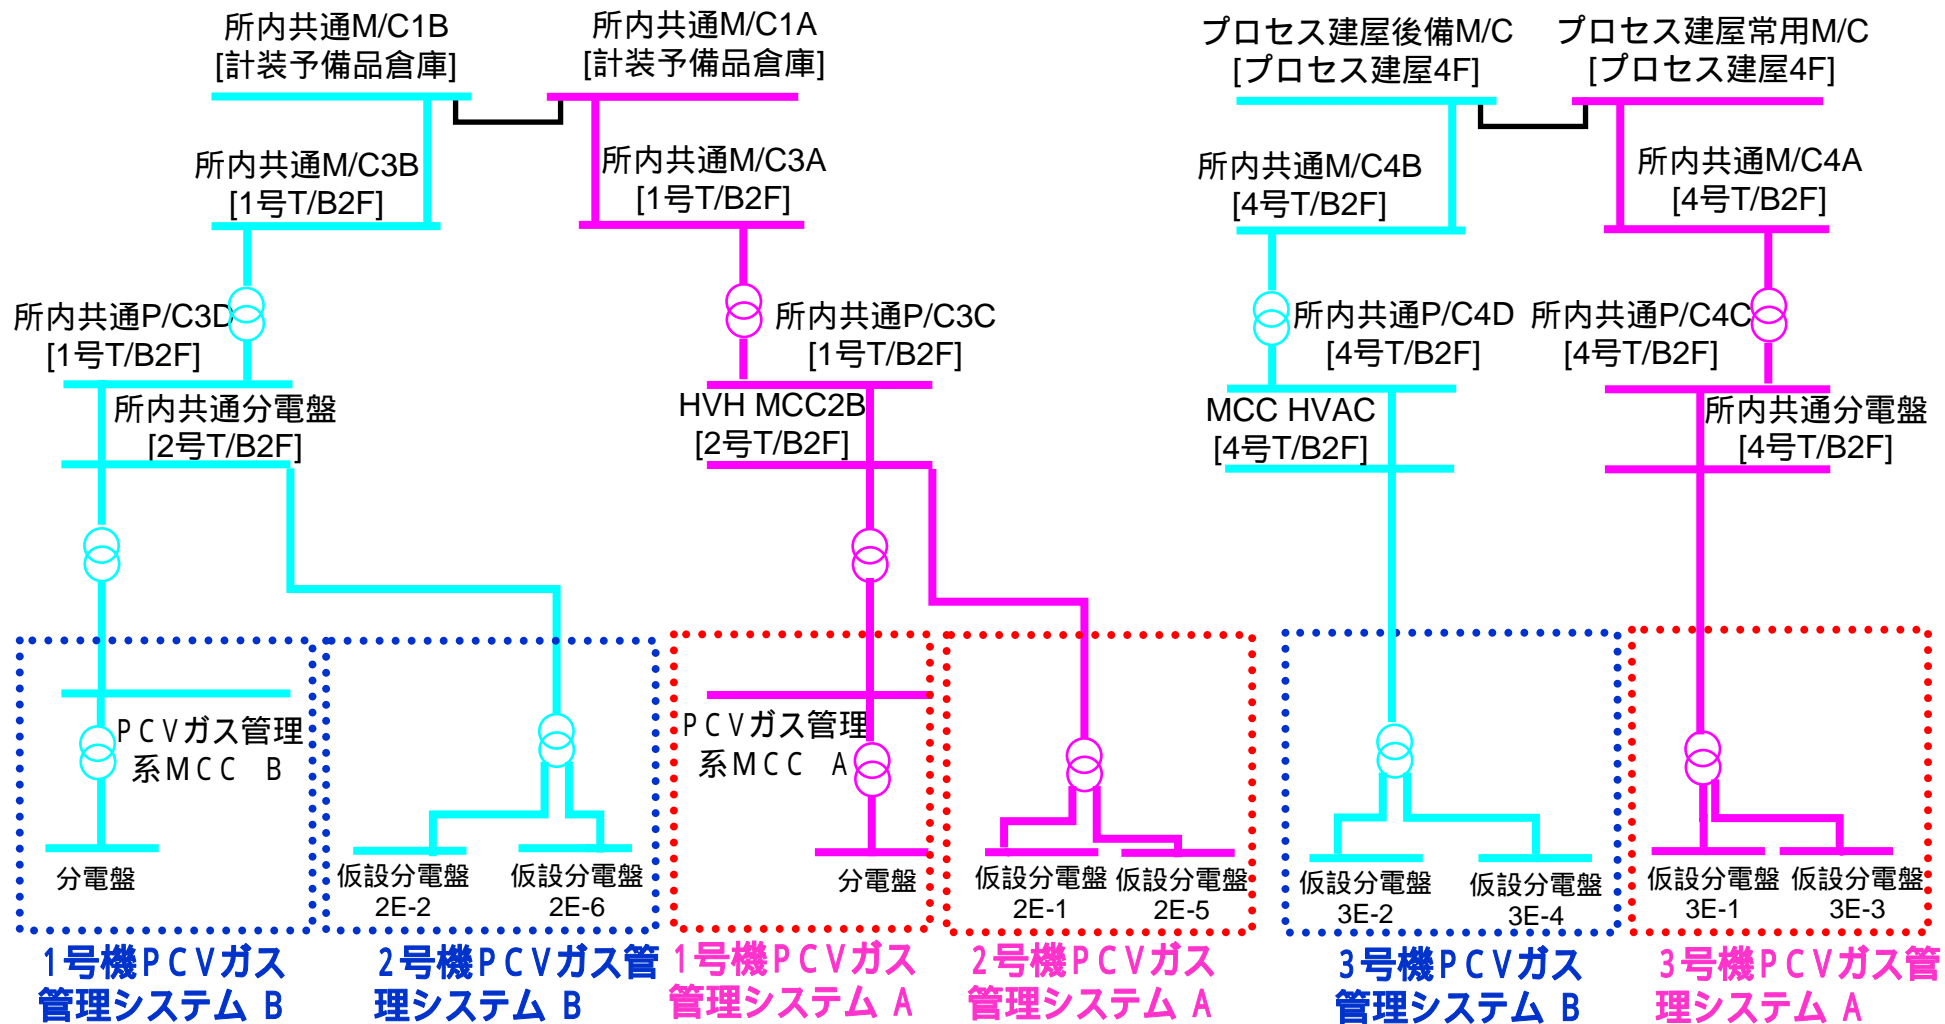 所内共通M/C1B
[計装予備品倉庫]
所内共通M/C1A
[計装予備品倉庫]
プロセス建屋後備M/C
[プロセス建屋4F]
プロセス建屋常用M/C
[プロセス建屋4F]
所内共通M/C3B
[1号T/B2F]
所内共通M/C3A
[1号T/B2F]
所内共通M/C4B
[4号T/B2F]
所内共通M/C4A
[4号T/B2F]
所内共通P/C3D
[1号T/B2F]
所内共通P/C3C
[1号T/B2F]
所内共通P/C4D
[4号T/B2F]
所内共通P/C4C
[4号T/B2F]
所内共通分電盤
[2号T/B2F]
HVH MCC2B
[2号T/B2F]
MCC HVAC
[4号T/B2F]
所内共通分電盤
[4号T/B2F]
PCVガス管理
系MCC B
PCVガス管理
系MCC A
分電盤
仮設分電盤
2E-2
仮設分電盤
2E-6
分電盤
仮設分電盤
2E-1
仮設分電盤
2E-5
仮設分電盤
3E-2
仮設分電盤
3E-4
仮設分電盤
3E-1
仮設分電盤
3E-3
1号機PCVガス
管理システム B
2号機PCVガス管
理システム B
1号機PCVガス
管理システム A
2号機PCVガス
管理システム A
3号機PCVガス
管理システム B
3号機PCVガス管
理システム A